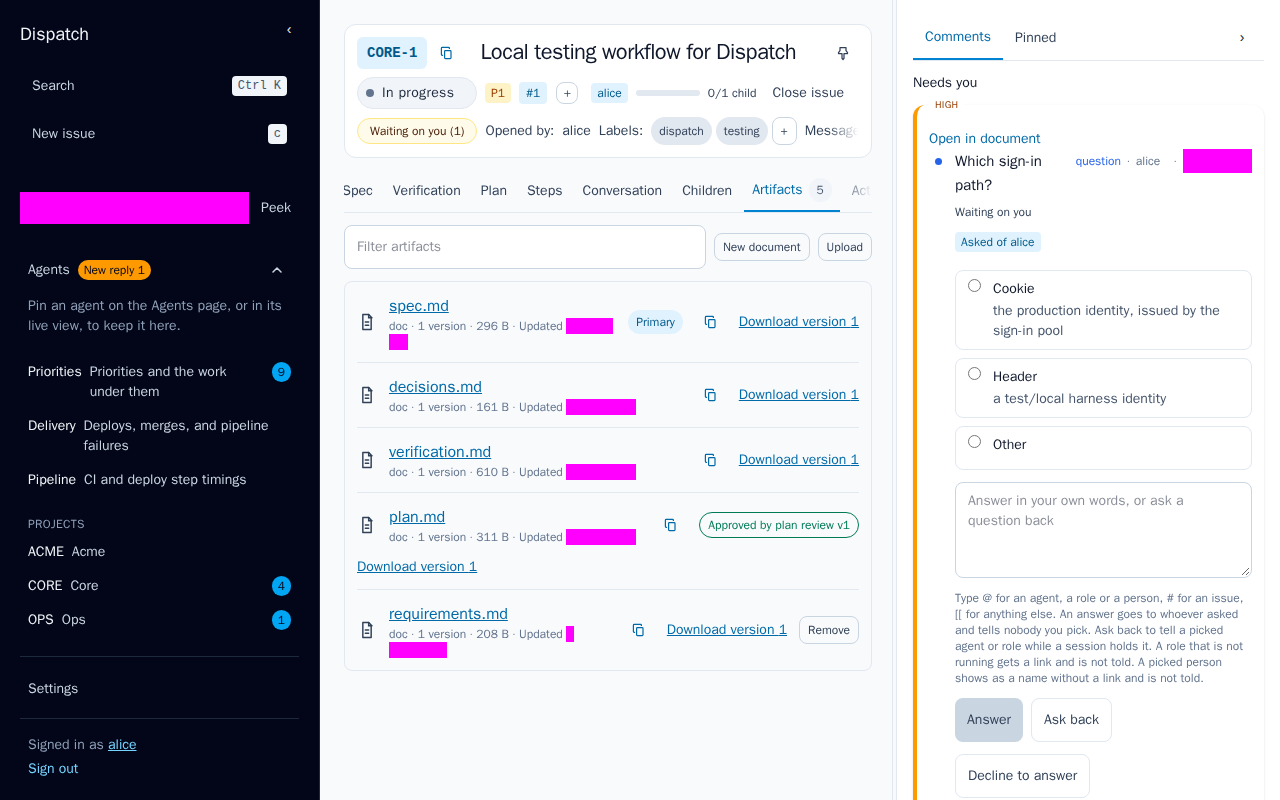 Dispatch
Search
Ctrl K
New issue
C
Peek
Agents
New reply 1
Pin an agent on the Agents page, or in its
live view, to keep it here.
Priorities
Priorities and the work
under them
9
Delivery
Deploys, merges, and pipeline
failures
Pipeline
CI and deploy step timings
PROJECTS
ACME Acme
CORE Core
4
OPS Ops
1
Settings
Signed in as alice
Sign out
CORE-1
Local testing workflow for Dispatch
In progress
P1
#1
+
alice
0/1 child
Close issue
Waiting on you (1)
Opened by: alice
Labels:
dispatch
testing
+
Message
Spec
Verification
Plan
Steps
Conversation
Children
Artifacts 5
Act
Filter artifacts
New document
Upload
spec.md
doc · 1 version · 296 B · Updated
Primary
Download version 1
decisions.md
doc · 1 version · 161 B · Updated
Download version 1
verification.md
doc · 1 version · 610 B · Updated
Download version 1
plan.md
doc · 1 version · 311 B · Updated
Approved by plan review v1
Download version 1
requirements.md
doc · 1 version · 208 B · Updated
Download version 1
Remove
Comments
Pinned
Needs you
HIGH
Open in document
Which sign-in
path?
question · alice ·
Waiting on you
Asked of alice
Cookie
the production identity, issued by the
sign-in pool
Header
a test/local harness identity
Other
Answer in your own words, or ask a
question back
Type @ for an agent, a role or a person, # for an issue,
[[ for anything else. An answer goes to whoever asked
and tells nobody you pick. Ask back to tell a picked
agent or role while a session holds it. A role that is not
running gets a link and is not told. A picked person
shows as a name without a link and is not told.
Answer
Ask back
Decline to answer